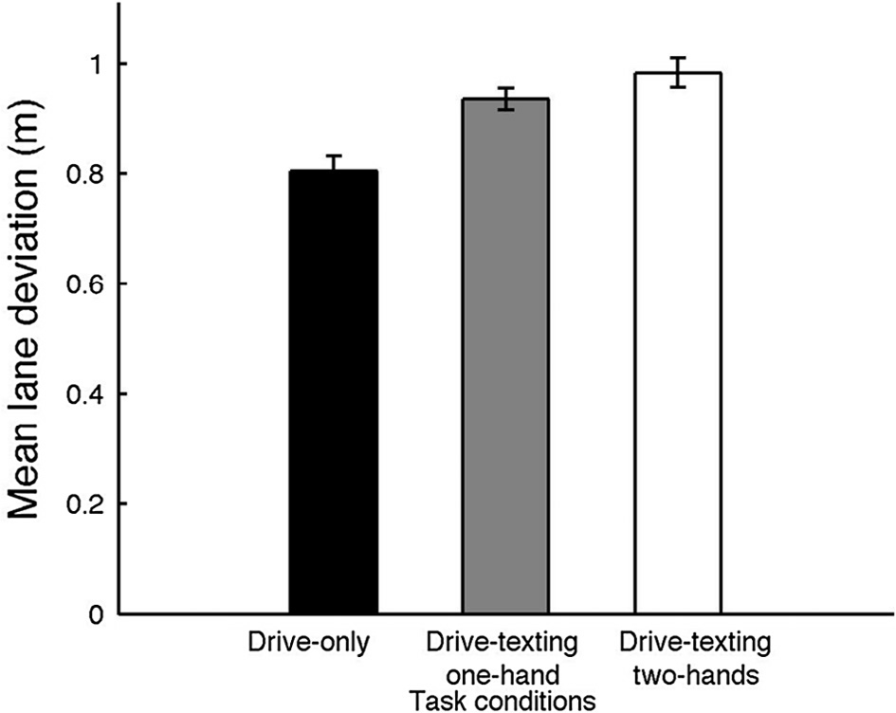 Mean lane deviation (m)
1
0.8
0.6
0.4
0.2
0
Drive-only
Drive-texting
one-hand
Drive-texting
two-hands
Task conditions